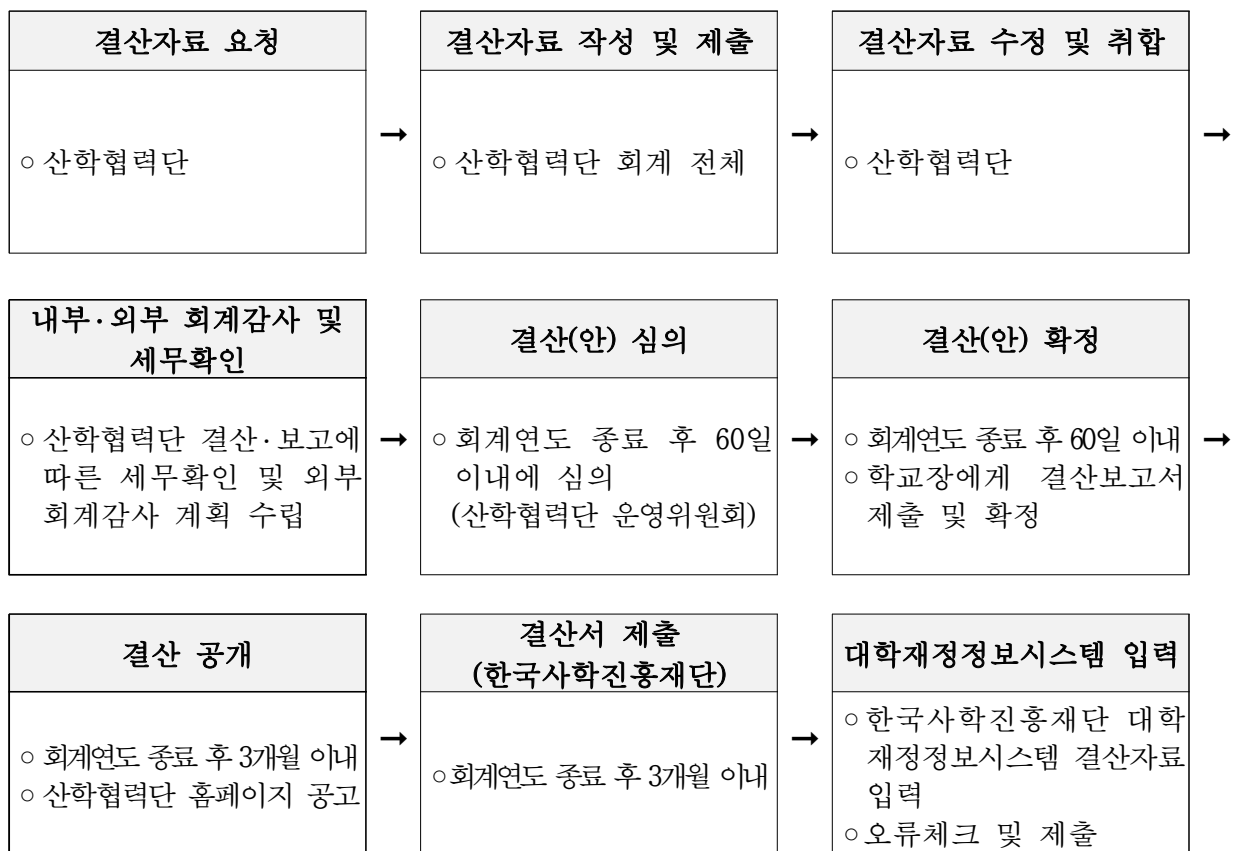 결산자료 요청
○ 산학협력단
→
결산자료 작성 및 제출
○ 산학협력단 회계 전체
→
결산자료 수정 및 취합
○ 산학협력단
→
내부·외부 회계감사 및
세무확인
○ 산학협력단 결산·보고에
따른 세무확인 및 외부
회계감사 계획 수립
→
결산(안) 심의
○ 회계연도 종료 후 60일
이내에 심의
(산학협력단 운영위원회)
→
결산(안) 확정
○ 회계연도 종료 후 60일 이내
○ 학교장에게 결산보고서
제출 및 확정
→
결산 공개
○ 회계연도 종료 후 3개월 이내
○ 산학협력단 홈페이지 공고
→
결산서 제출
(한국사학진흥재단)
○회계연도 종료 후 3개월 이내
→
대학재정정보시스템 입력
○한국사학진흥재단 대학
재정정보시스템 결산자료
입력
○오류체크 및 제출